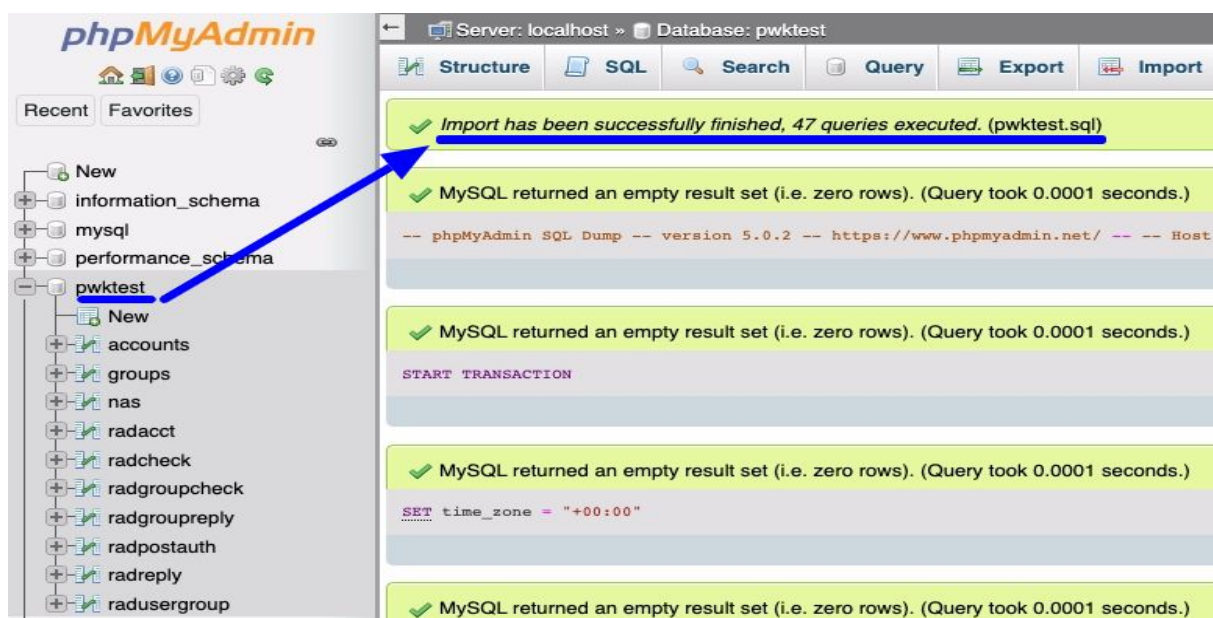 phpMyAdmin
Recent Favorites
New
information_schema
mysql
performance_schema
pwktest
New
accounts
groups
nas
radacct
radcheck
radgroupcheck
radgroupreply
radpostauth
radreply
radusergroup
Server: localhost » Database: pwktest
Structure SQL Search Query Export Import
Import has been successfully finished, 47 queries executed. (pwktest.sql)
MySQL returned an empty result set (i.e. zero rows). (Query took 0.0001 seconds.)
-- phpMyAdmin SQL Dump -- version 5.0.2 -- https://www.phpmyadmin.net/ -- -- Host
MySQL returned an empty result set (i.e. zero rows). (Query took 0.0001 seconds.)
START TRANSACTION
MySQL returned an empty result set (i.e. zero rows). (Query took 0.0001 seconds.)
SET time_zone = "+00:00"
MySQL returned an empty result set (i.e. zero rows). (Query took 0.0001 seconds.)